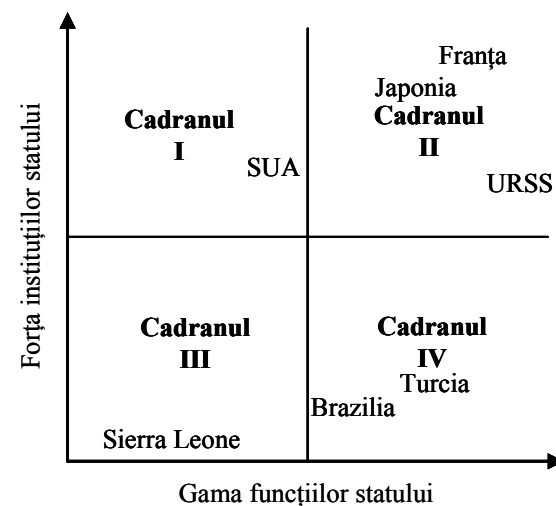 Forța instituțiilor statului
Franța
Japonia
Cadranul
I
Cadranul
II
SUA
URSS
Cadranul
III
Cadranul
IV
Turcia
Brazilia
Sierra Leone
Gama funcțiilor statului